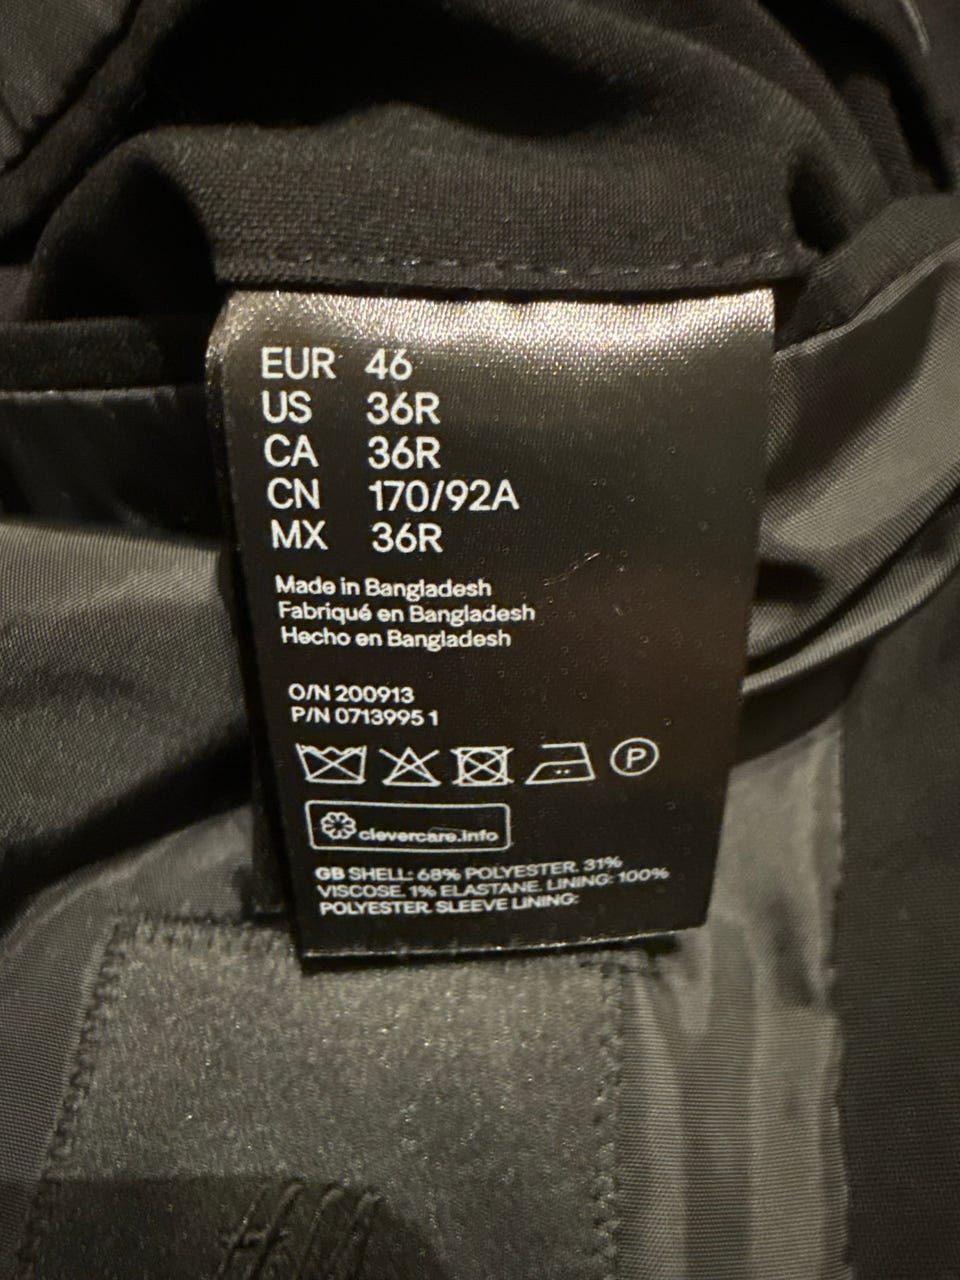 EUR 46
US 36R
CA 36R
CN 170/92A
MX 36R
Made in Bangladesh
Fabriqué en Bangladesh
Hecho en Bangladesh
O/N 200913
P/N 0713995 1
P
clevercare.info
GB SHELL: 68% POLYESTER. 31%
VISCOSE. 1% ELASTANE. LINING: 100%
POLYESTER. SLEEVE LINING: